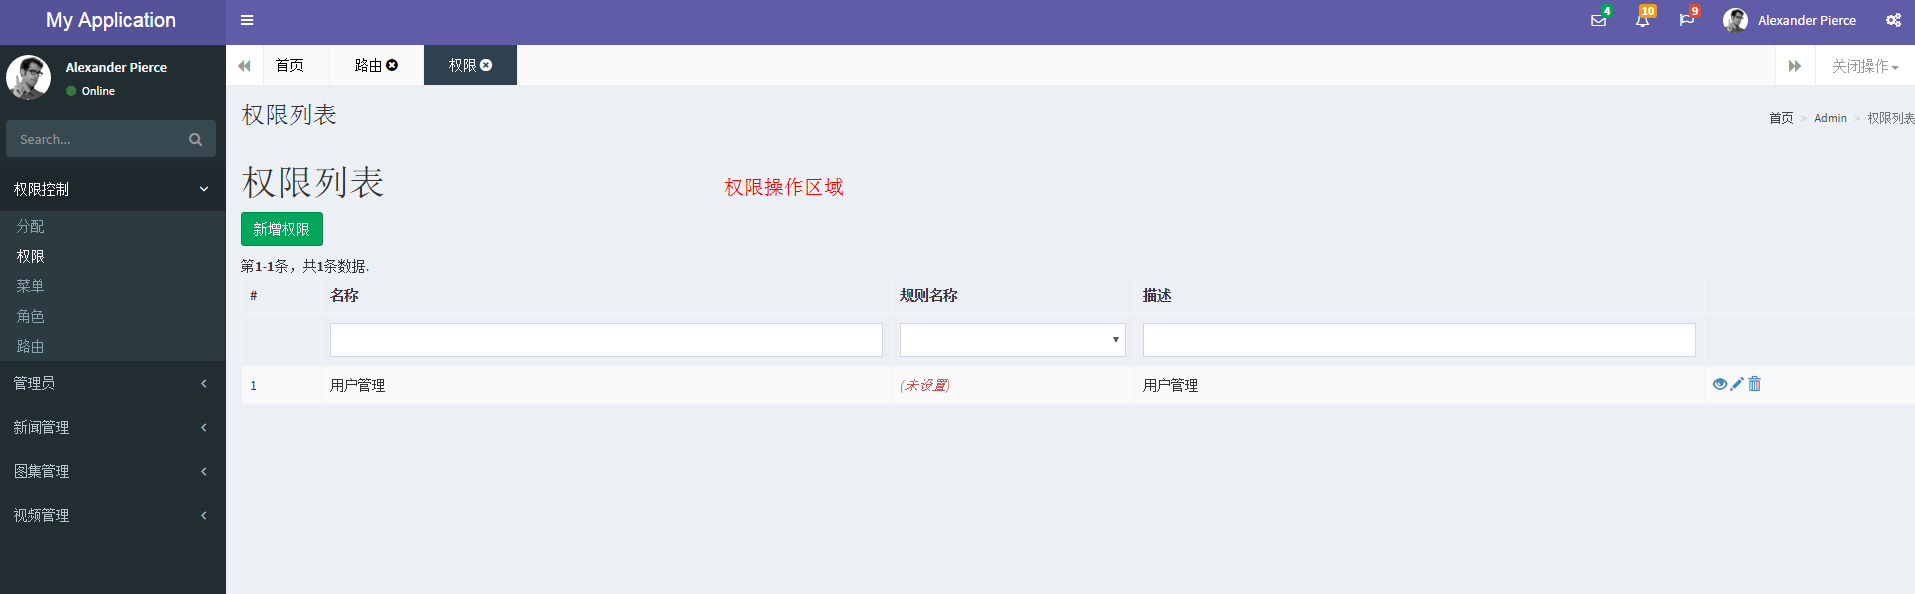 My Application
4
10
9
Alexander Pierce
Alexander Pierce
Online
Search...
权限控制
分配
权限
菜单
角色
路由
管理员
新闻管理
图集管理
视频管理
首页 路由 权限 关闭操作
权限列表
首页 > Admin > 权限列表
权限列表
权限操作区域
新增权限
第1-1条，共1条数据.
# 名称 规则名称 描述
1 用户管理 (未设置) 用户管理